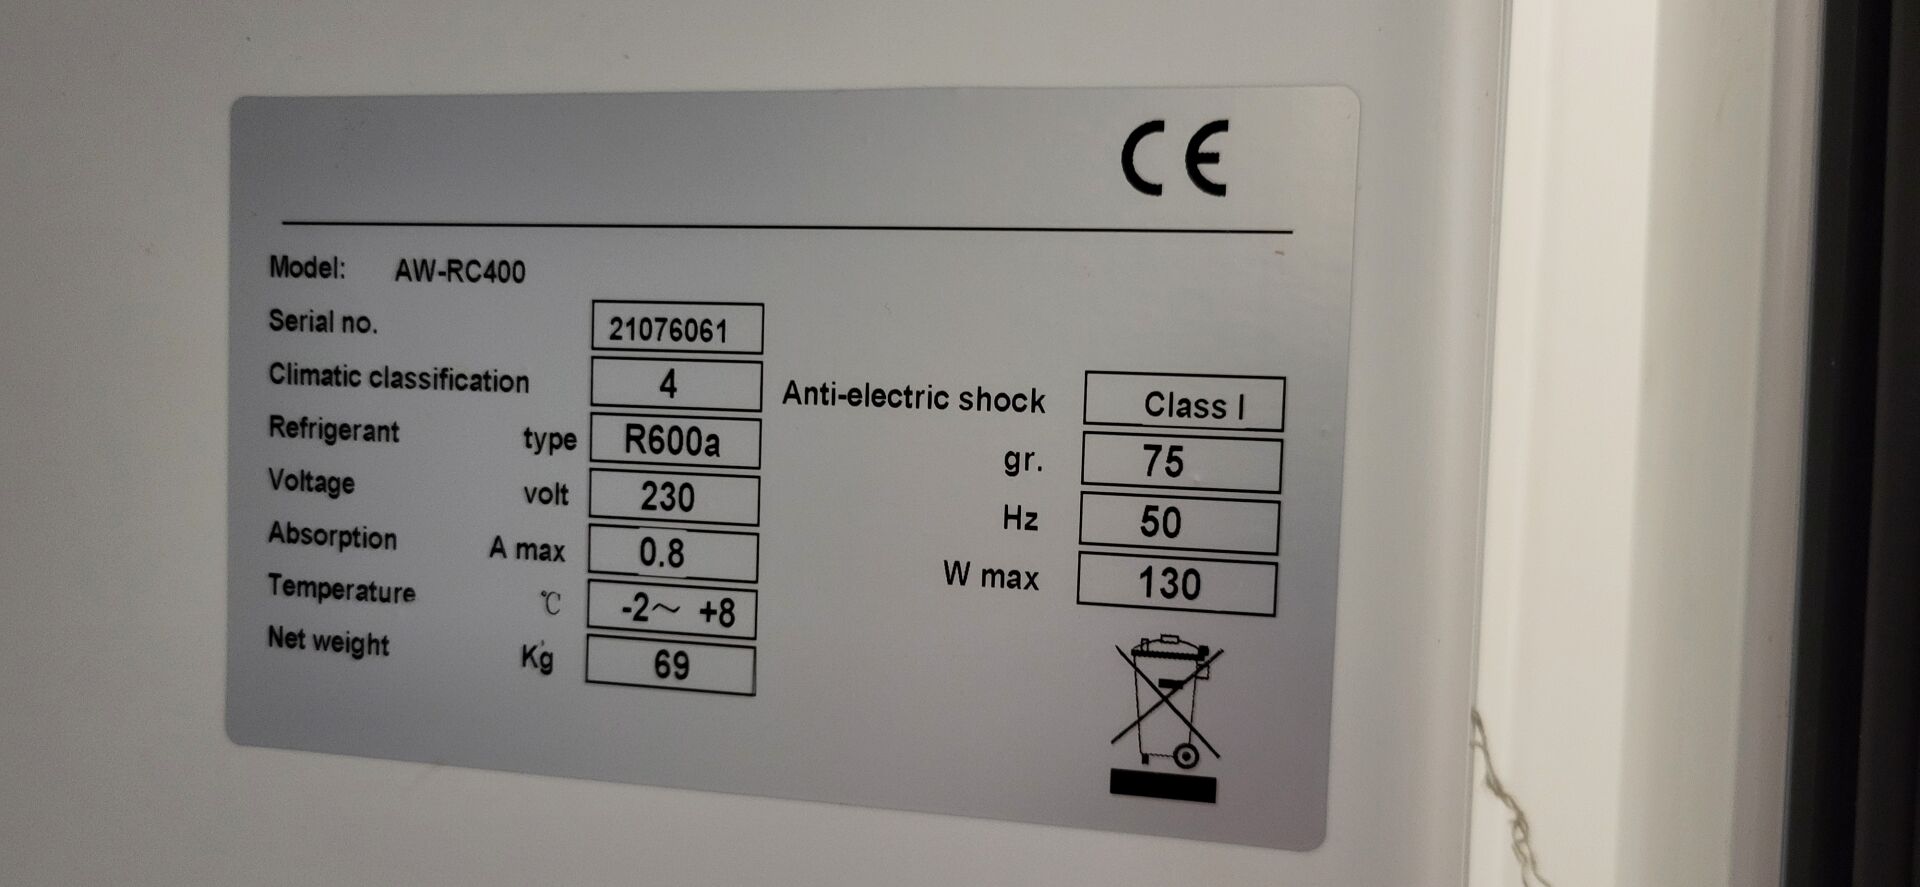 CE
Model: AW-RC400
Serial no. 21076061
Climatic classification 4 Anti-electric shock Class I
Refrigerant type R600a gr. 75
Voltage volt 230 Hz 50
Absorption A max 0.8 W max 130
Temperature ℃ -2～ +8
Net weight Kg 69